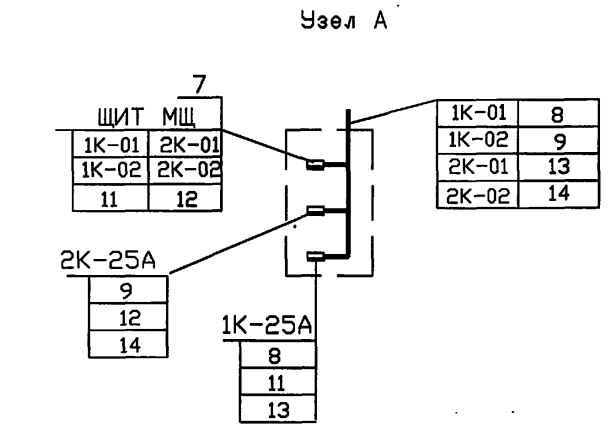 Узел А
7
ЩИТ МЩ
1К-01 2К-01
1К-02 2К-02
11 12
1К-01 8
1К-02 9
2К-01 13
2К-02 14
2К-25А
9
12
14
1К-25А
8
11
13